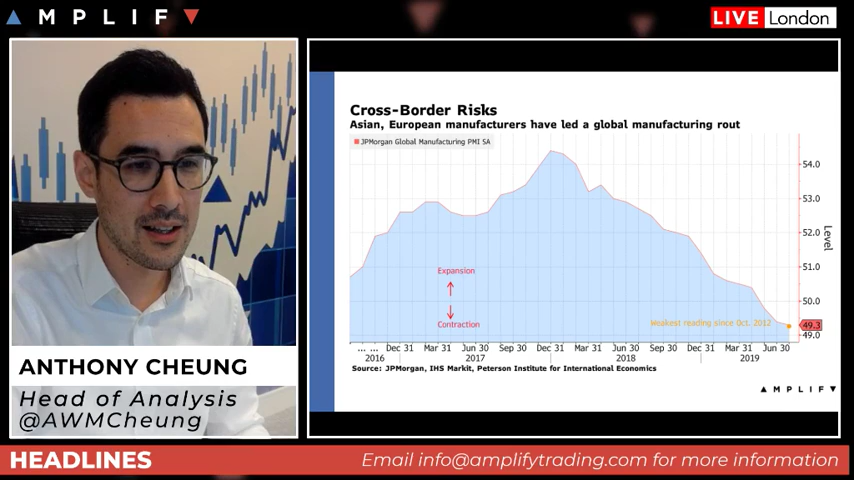 AMPLIFY
LIVE London
Cross-Border Risks
Asian, European manufacturers have led a global manufacturing rout
JPMorgan Global Manufacturing PMI SA
54.0
53.0
52.0
51.0
50.0
49.3
49.0
Level
Expansion
Contraction
Weakest reading since Oct. 2012
... ... Dec 31 Mar 31 Jun 30 Sep 30 Dec 31 Mar 31 Jun 30 Sep 30 Dec 31 Mar 31 Jun 30
2016 2017 2018 2019
Source: JPMorgan, IHS Markit, Peterson Institute for International Economics
AMPLIFY
ANTHONY CHEUNG
Head of Analysis
@AWMCheung
HEADLINES
Email info@amplifytrading.com for more information